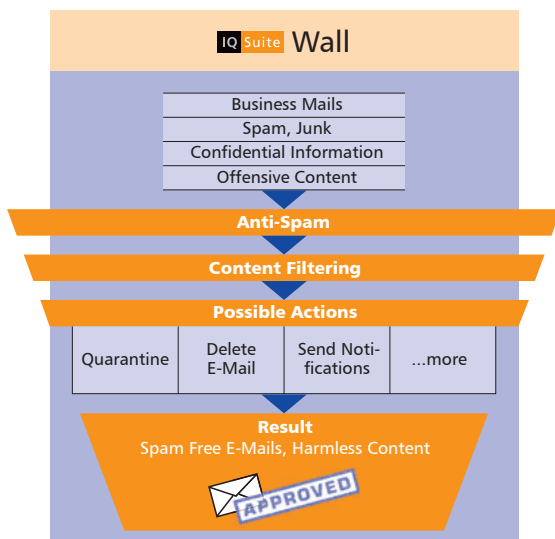 IQ Suite Wall
Business Mails
Spam, Junk
Confidential Information
Offensive Content
Anti-Spam
Content Filtering
Possible Actions
Quarantine
Delete
E-Mail
Send Noti-
fications
...more
Result
Spam Free E-Mails, Harmless Content
APPROVED